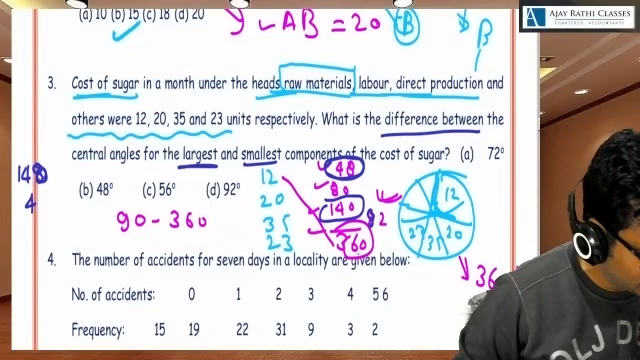 (a) 10 (b) 15 (c) 18 (d) 20
AB = 20
B
B
AJAY RATHI CLASSES
CHARTERED ACCOUNTANTS
3. Cost of sugar in a month under the heads raw materials, labour, direct production and
others were 12, 20, 35 and 23 units respectively. What is the difference between the
central angles for the largest and smallest components of the cost of sugar? (a) 72°
(b) 48° (c) 56° (d) 92°
148
4
90 - 360
12
20
35
23
48
80
140
92
360
12
23 35 20
36
4. The number of accidents for seven days in a locality are given below:
No. of accidents: 0 1 2 3 4 5 6
Frequency: 15 19 22 31 9 3 2